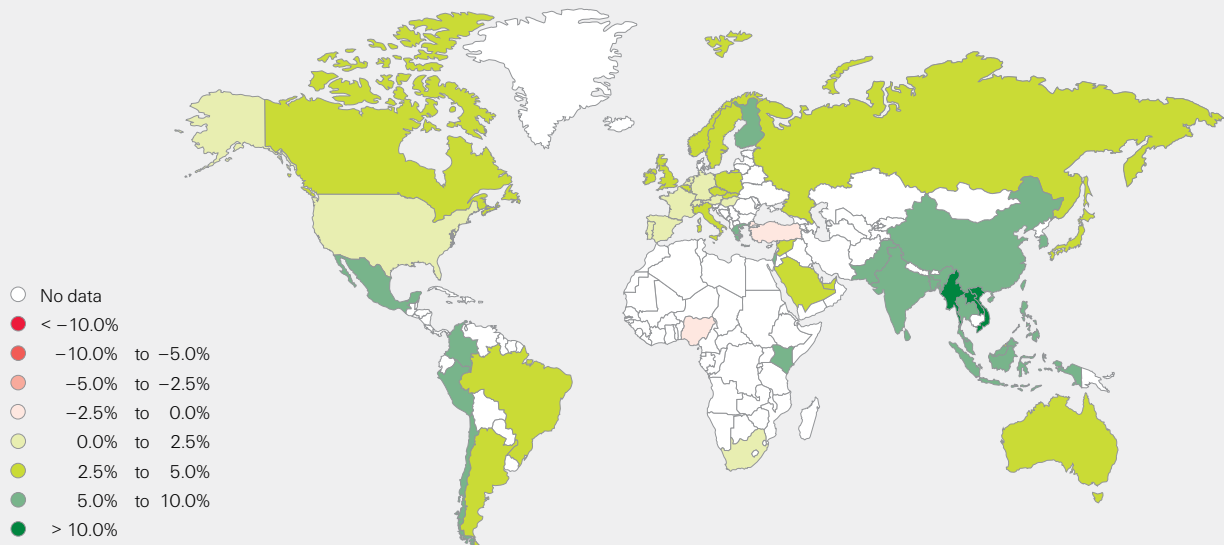 No data
< −10.0%
−10.0% to −5.0%
−5.0% to −2.5%
−2.5% to 0.0%
0.0% to 2.5%
2.5% to 5.0%
5.0% to 10.0%
> 10.0%